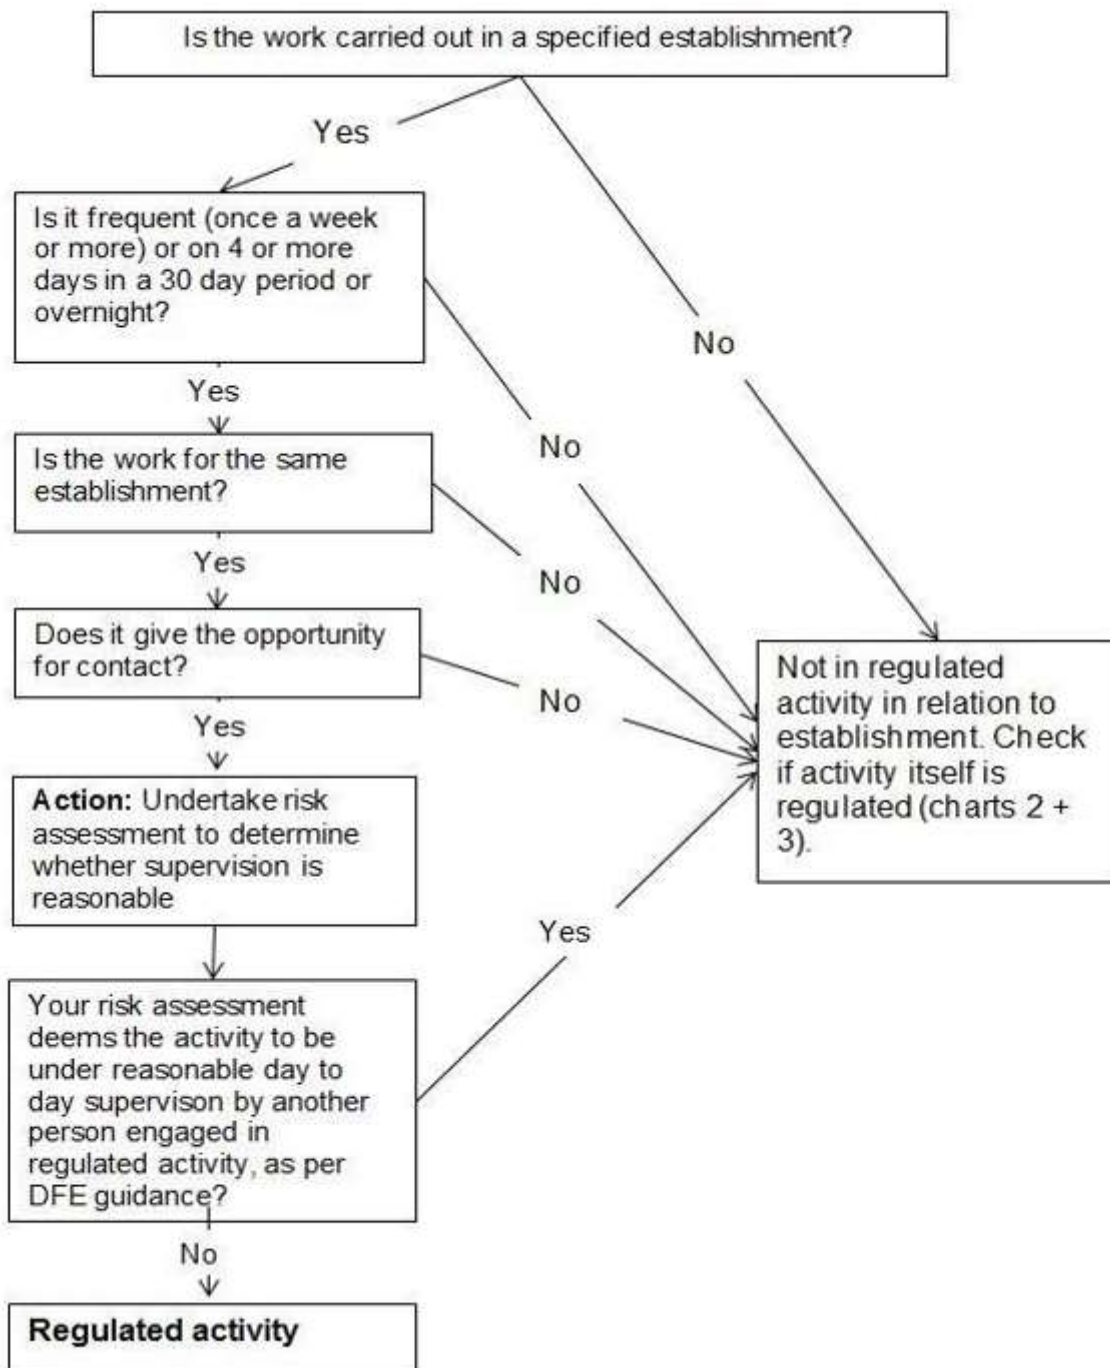 Is the work carried out in a specified establishment?
Yes
Is it frequent (once a week
or more) or on 4 or more
days in a 30 day period or
overnight?
No
Yes
No
Is the work for the same
establishment?
Yes
No
Does it give the opportunity
for contact?
Not in regulated
activity in relation to
establishment. Check
if activity itself is
regulated (charts 2 +
3).
No
Yes
Action: Undertake risk
assessment to determine
whether supervision is
reasonable
Yes
Your risk assessment
deems the activity to be
under reasonable day to
day supervison by another
person engaged in
regulated activity, as per
DFE guidance?
No
Regulated activity